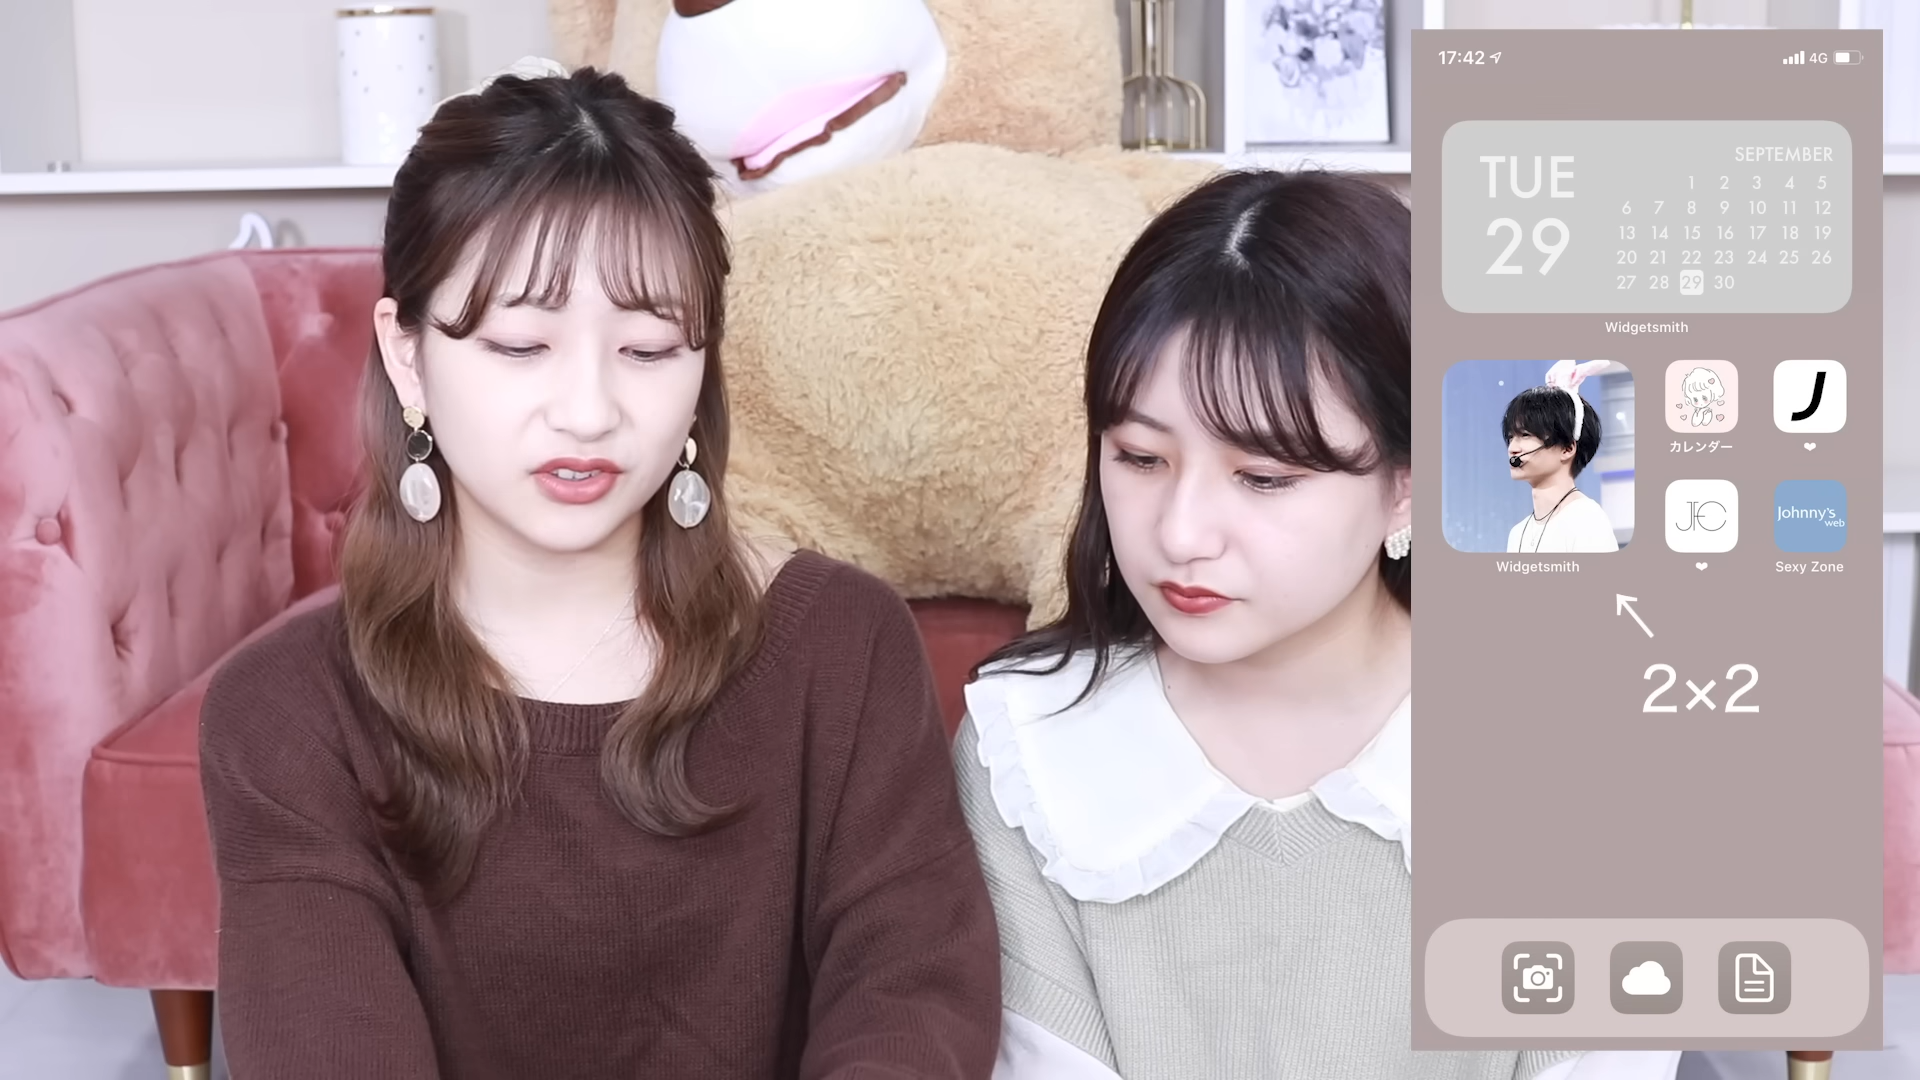 17:42
4G
TUE
29
SEPTEMBER
1 2 3 4 5
6 7 8 9 10 11 12
13 14 15 16 17 18 19
20 21 22 23 24 25 26
27 28 29 30
Widgetsmith
カレンダー
J
❤
Widgetsmith
JFC
❤
Johnny's
web
Sexy Zone
2×2